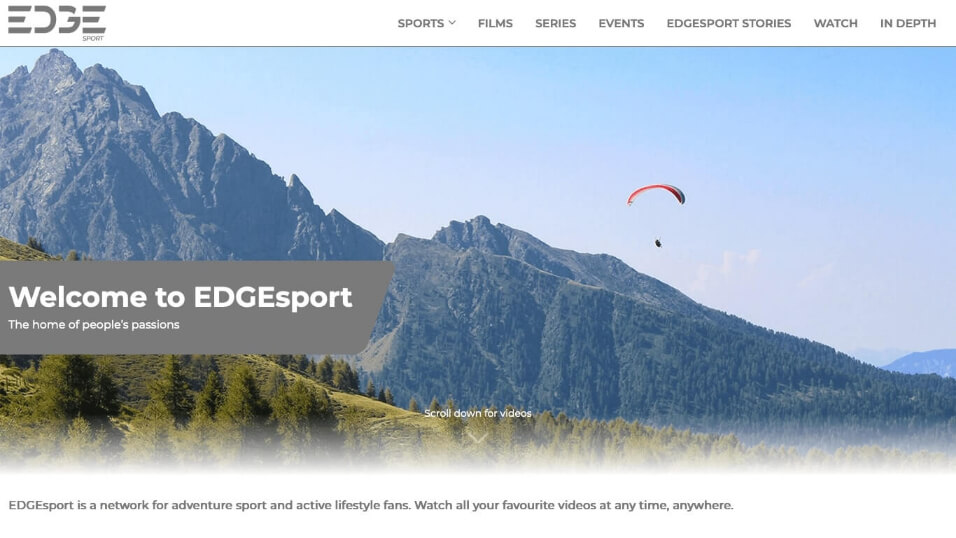 EDGE
SPORT
SPORTS
FILMS
SERIES
EVENTS
EDGESPORT STORIES
WATCH
IN DEPTH
Welcome to EDGEsport
The home of people's passions
Scroll down for videos
EDGEsport is a network for adventure sport and active lifestyle fans. Watch all your favourite videos at any time, anywhere.